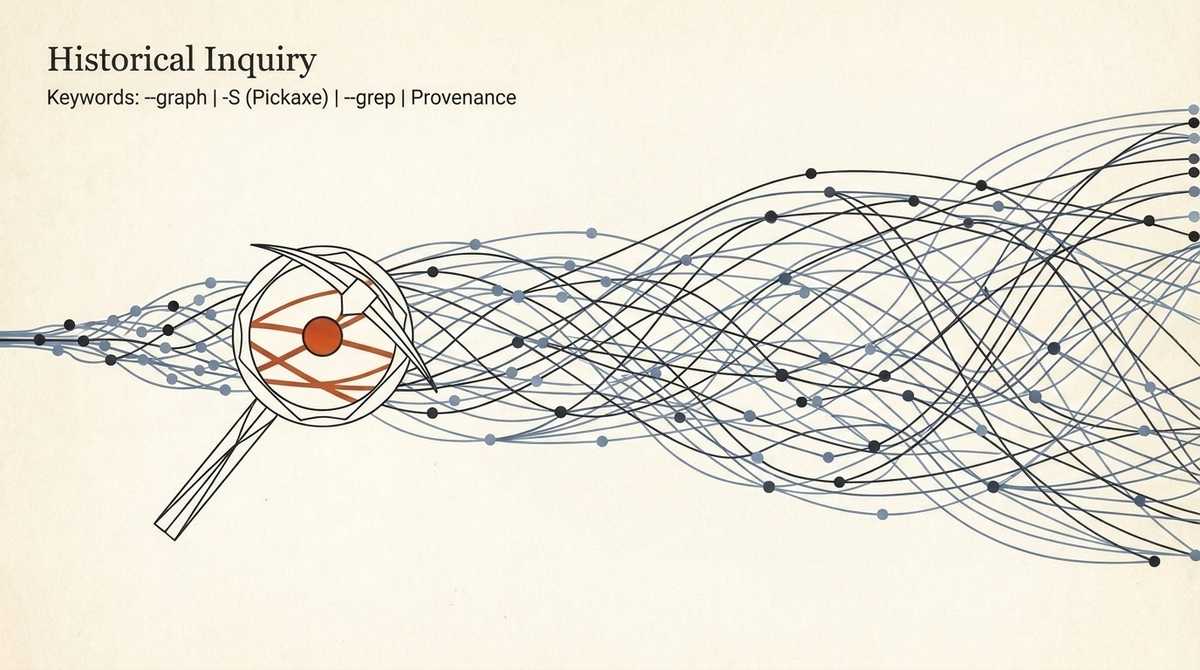 Historical Inquiry
Keywords: --graph | -S (Pickaxe) | --grep | Provenance